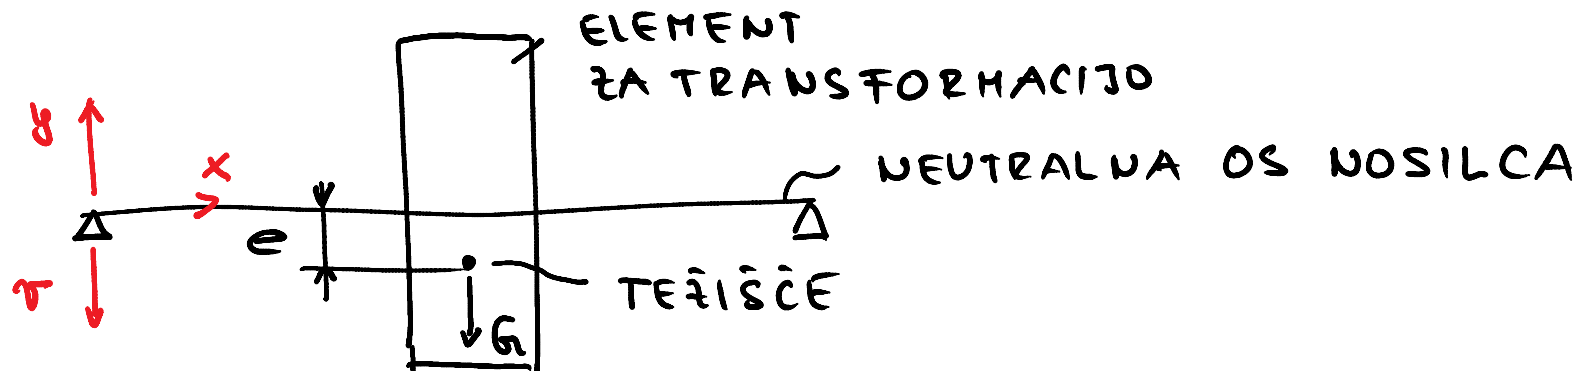 ELEMENT
ZA TRANSFORMACIJO
y
x
NEUTRALNA OS NOSILCA
e
v
TEŽIŠČE
G